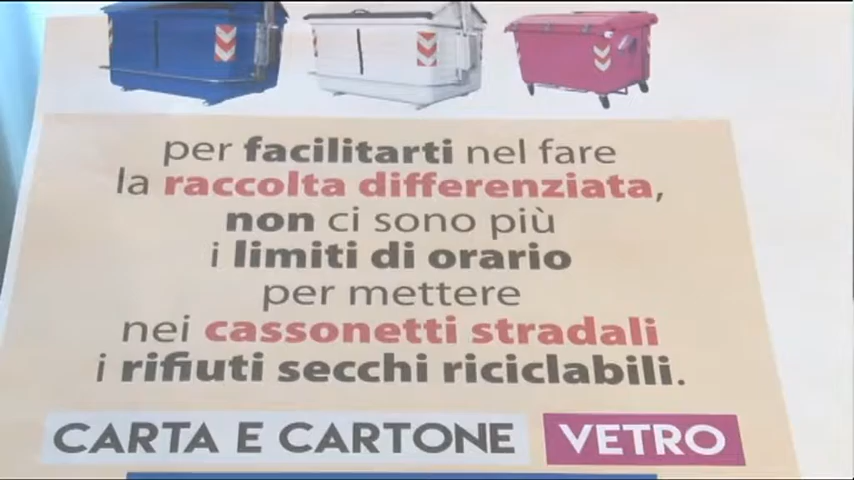 per facilitarti nel fare
la raccolta differenziata,
non ci sono più
i limiti di orario
per mettere
nei cassonetti stradali
i rifiuti secchi riciclabili.
CARTA E CARTONE VETRO